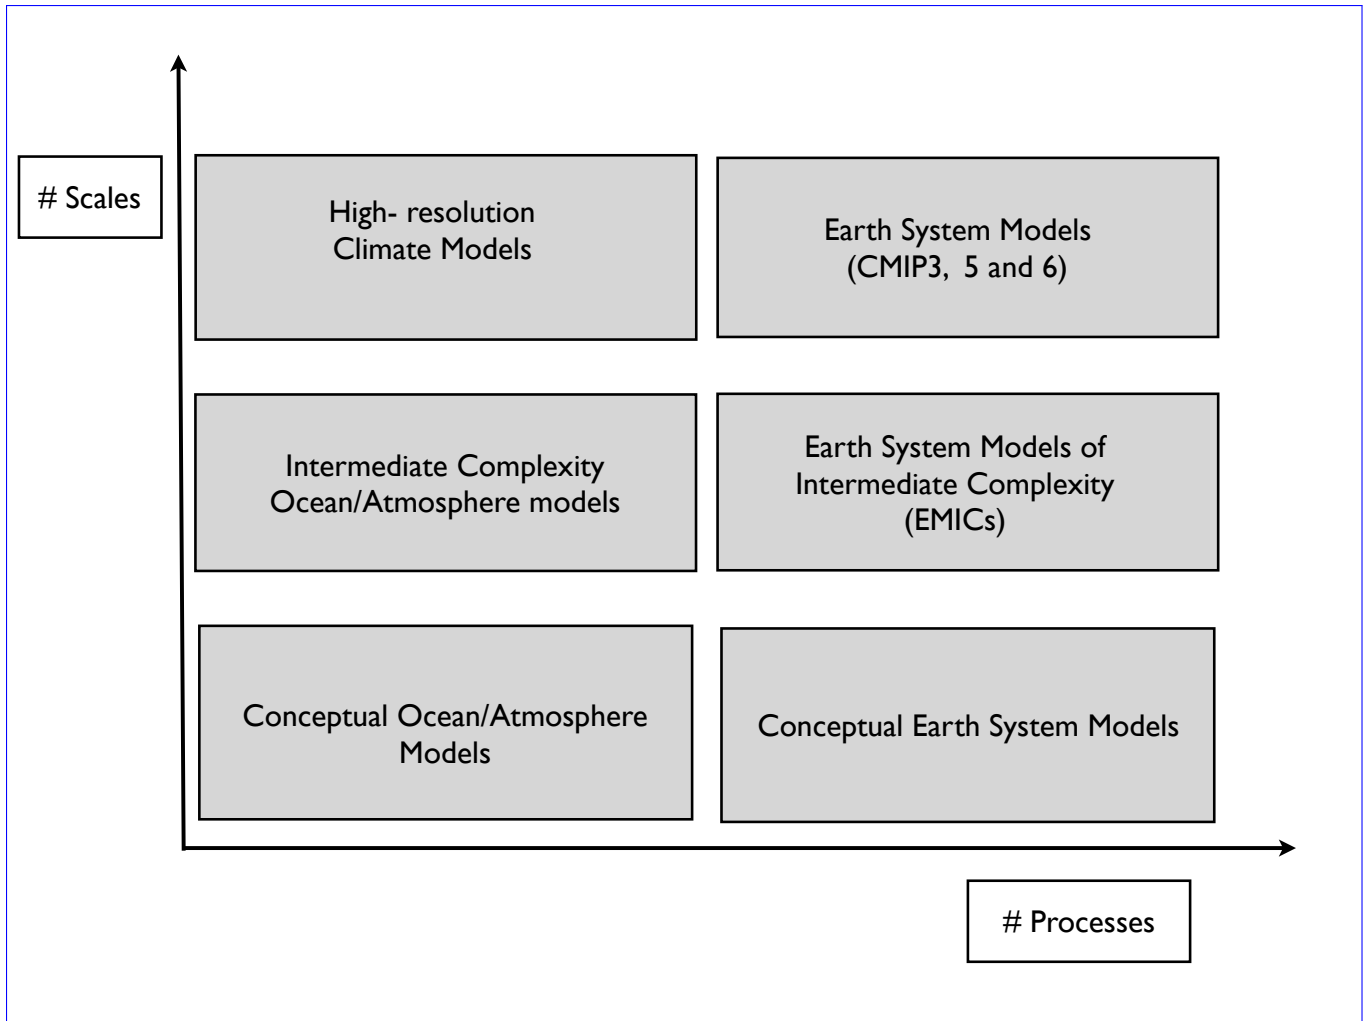 # Scales
High- resolution
Climate Models
Earth System Models
(CMIP3,  5 and 6)
Intermediate Complexity
Ocean/Atmosphere models
Earth System Models of
Intermediate Complexity
(EMICs)
Conceptual Ocean/Atmosphere
Models
Conceptual Earth System Models
# Processes